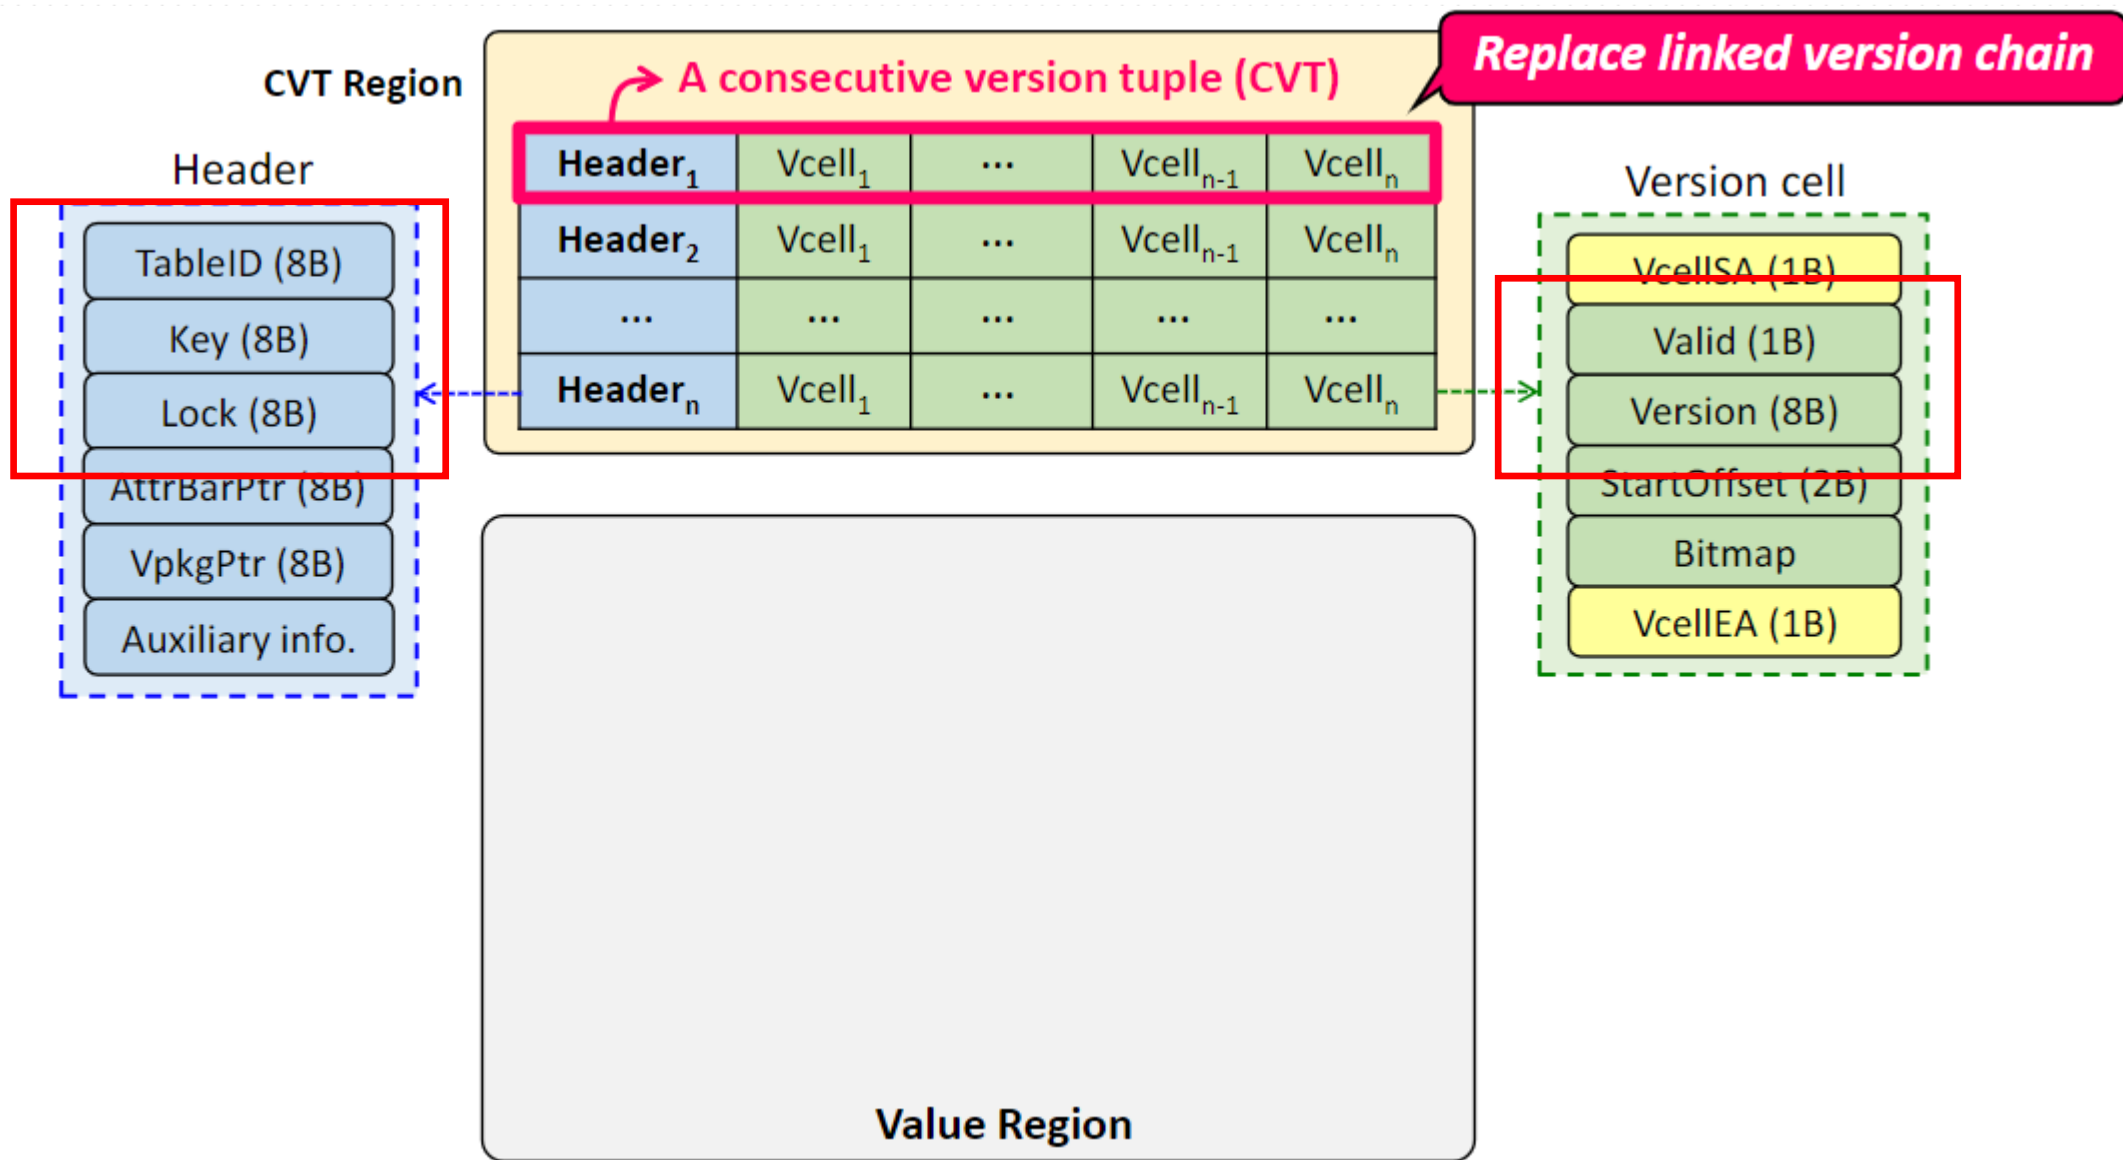 Replace linked version chain
CVT Region
A consecutive version tuple (CVT)
Header
TableID (8B)
Key (8B)
Lock (8B)
AttrBarPtr (8B)
VpkgPtr (8B)
Auxiliary info.
Header1 Vcell1 ... Vcelln-1 Vcelln
Header2 Vcell1 ... Vcelln-1 Vcelln
... ... ... ... ...
Headern Vcell1 ... Vcelln-1 Vcelln
Version cell
VcellSA (1B)
Valid (1B)
Version (8B)
StartOffset (2B)
Bitmap
VcellEA (1B)
Value Region